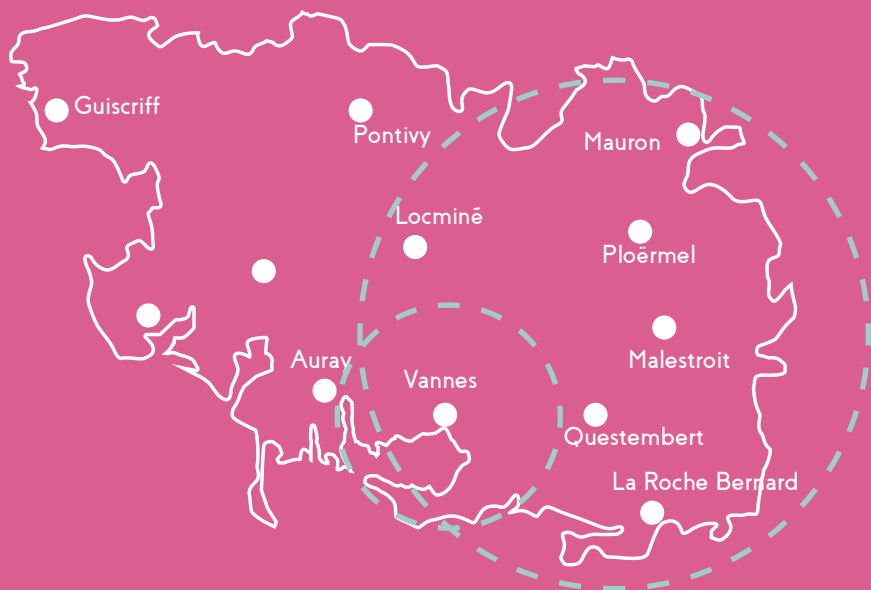 Guiscriff
Pontivy
Mauron
Locminé
Ploërmel
Malestroit
Auray
Vannes
Questembert
La Roche Bernard